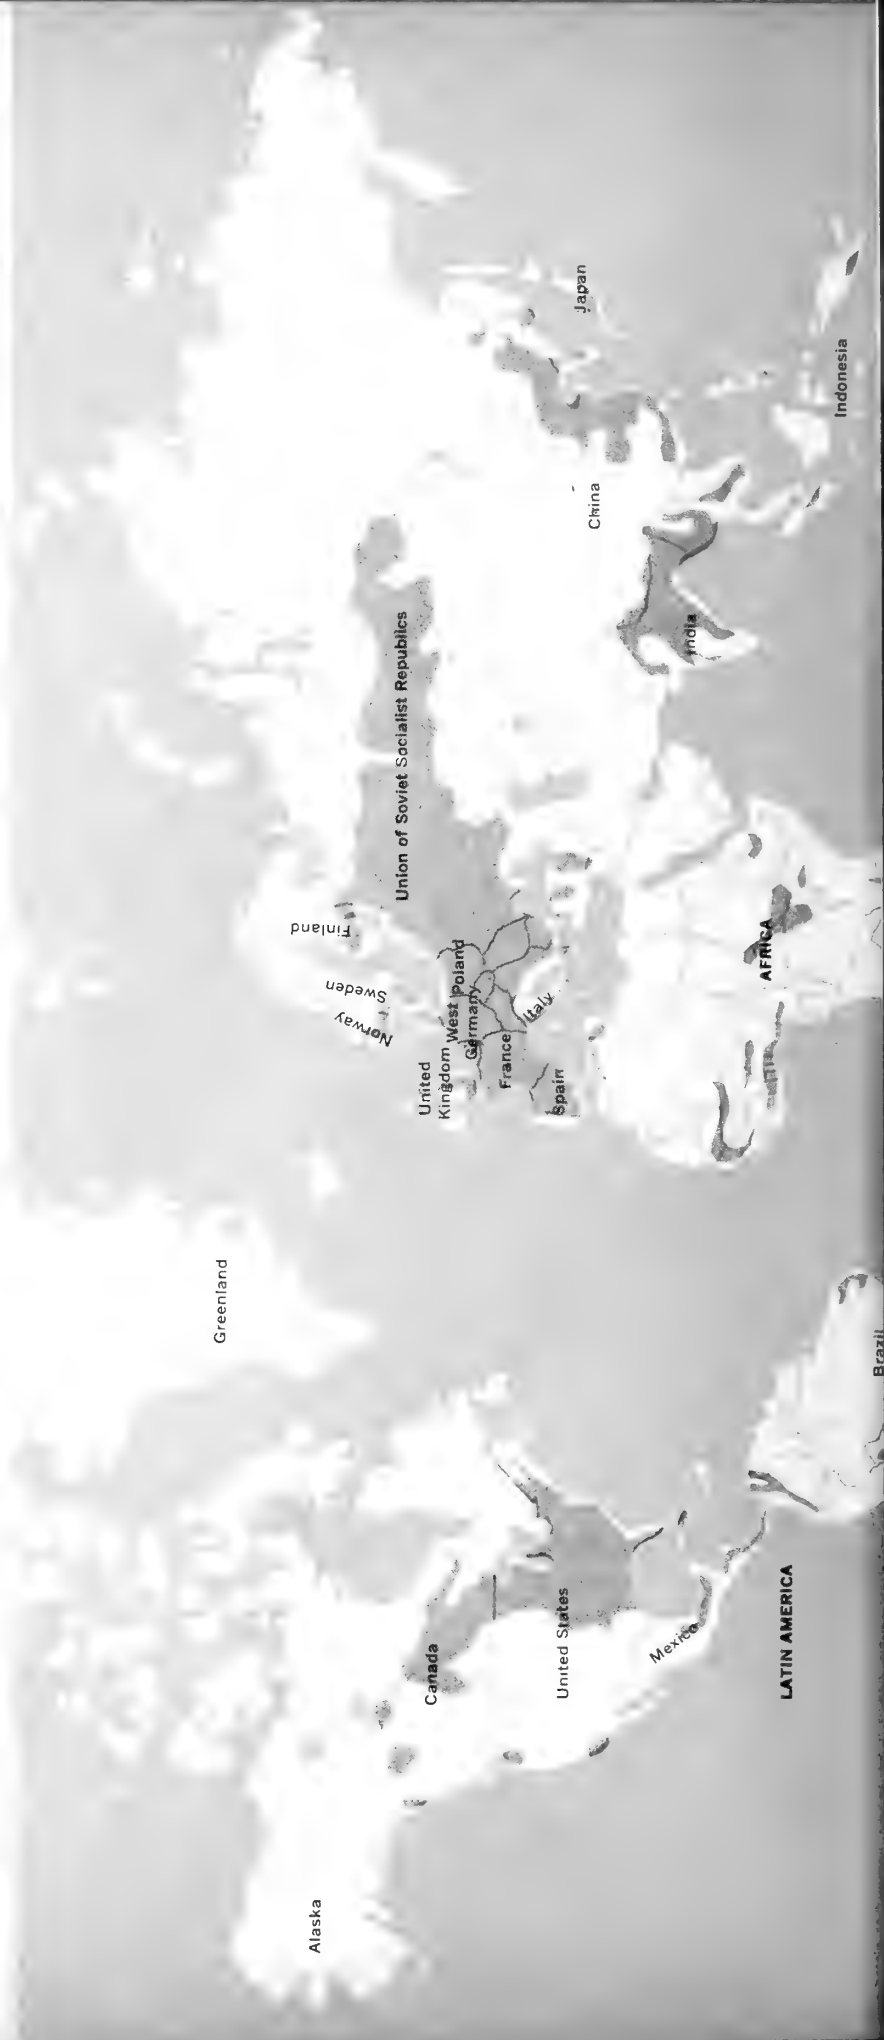 Greenland
Alaska
Finland
Sweden
Norway
Union of Soviet Socialist Republics
Canada
United
Kingdom
West
Germany
Poland
France
Italy
Spain
United States
Japan
China
India
Mexico
AFRICA
LATIN AMERICA
Indonesia
Brazil